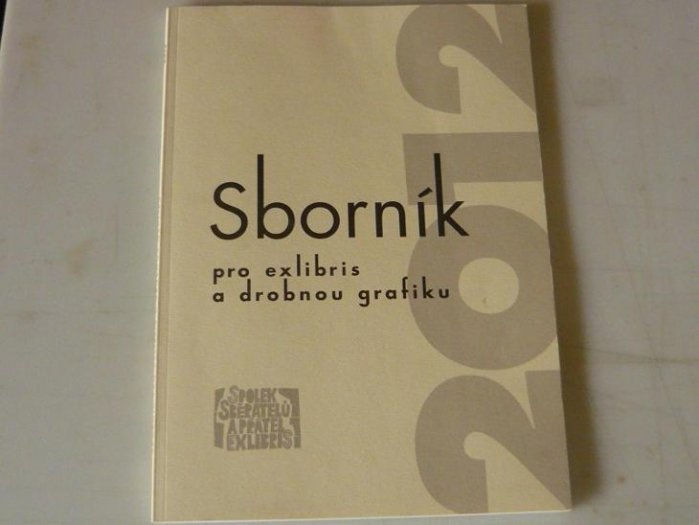 Sborník
pro exlibris
a drobnou grafiku
2012
SPOLEK
SBĚRATELŮ
A PŘÁTEL
EXLIBRIS